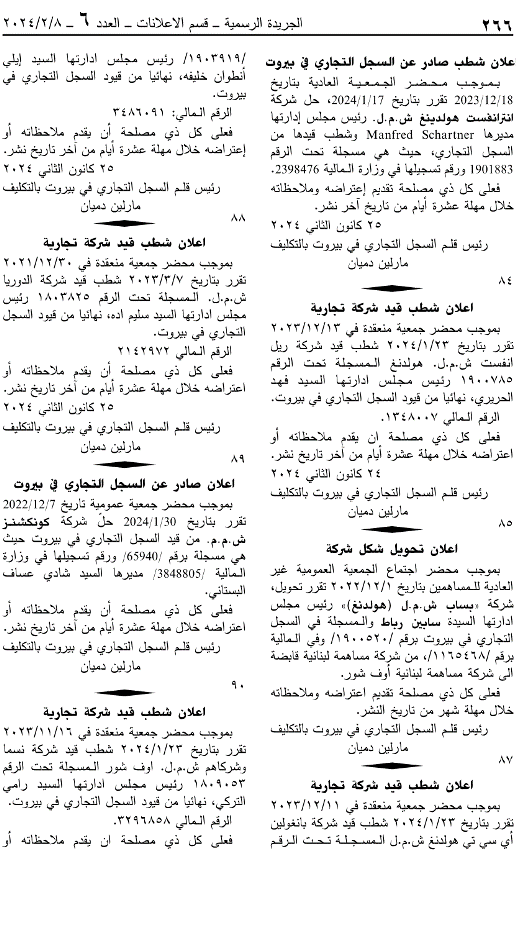 ٢٦٦
الجريدة الرسمية ـ قسم الاعلانات ـ العدد ٦ ـ ٢٠٢٤/٢/٨
علان شطب صادر عن السجل التجاري في بيروت
بموجب محضر الجمعية العادية بتاريخ
2023/12/18 تقرر بتاريخ 2024/1/17، حل شركة
انترانفست هولدينغ ش.م.ل. رئيس مجلس إدارتها
مديرها Manfred Schartner وشطب قيدها من
السجل التجاري، حيث هي مسجلة تحت الرقم
1901883 ورقم تسجيلها في وزارة المالية 2398476.
فعلى كل ذي مصلحة تقديم إعتراضه وملاحظاته
خلال مهلة عشرة أيام من تاريخ آخر نشر.
٢٥ كانون الثاني ٢٠٢٤
رئيس قلم السجل التجاري في بيروت بالتكليف
مارلين دميان
٨٤
اعلان شطب قيد شركة تجارية
بموجب محضر جمعية منعقدة في ٢٠٢٣/١٢/١٣
تقرر بتاريخ ٢٠٢٤/١/٢٣ شطب قيد شركة ريل
انفست ش.م.ل. هولدنغ المسجلة تحت الرقم
١٩٠٠٧٨٥ رئيس مجلس ادارتها السيد فهد
الحريري، نهائيا من قيود السجل التجاري في بيروت.
الرقم المالي ١٣٤٨٠٠٧.
فعلى كل ذي مصلحة ان يقدم ملاحظاته أو
إعتراضه خلال مهلة عشرة أيام من آخر تاريخ نشر.
٢٤ كانون الثاني ٢٠٢٤
رئيس قلم السجل التجاري في بيروت بالتكليف
مارلين دميان
٨٥
اعلان تحويل شكل شركة
بموجب محضر اجتماع الجمعية العمومية غير
العادية للمساهمين بتاريخ ٢٠٢٢/١٢/١ تقرر تحويل،
شركة «بساب ش.م.ل (هولدنغ)» رئيس مجلس
ادارتها السيدة سابين رباط والمسجلة في السجل
التجاري في بيروت برقم /١٩٠٠٥٢٠/ وفي المالية
برقم /١١٦٥٤٦٨/، من شركة مساهمة لبنانية قابضة
الى شركة مساهمة لبنانية أوف شور.
فعلى كل ذي مصلحة تقديم اعتراضه وملاحظاته
خلال مهلة شهر من تاريخ النشر.
رئيس قلم السجل التجاري في بيروت بالتكليف
مارلين دميان
٨٧
اعلان شطب قيد شركة تجارية
بموجب محضر جمعية منعقدة في ٢٠٢٣/١٢/١١
تقرر بتاريخ ٢٠٢٤/١/٢٣ شطب قيد شركة بانغولين
أي سي تي هولدنغ ش.م.ل المسجلة تحت الرقم
/١٩٠٣٩١٩/ رئيس مجلس ادارتها السيد إيلي
أنطوان خليفه، نهائيا من قيود السجل التجاري في
بيروت.
الرقم المالي: ٣٤٨٦٠٩١
فعلى كل ذي مصلحة أن يقدم ملاحظاته أو
إعتراضه خلال مهلة عشرة أيام من آخر تاريخ نشر.
٢٥ كانون الثاني ٢٠٢٤
رئيس قلم السجل التجاري في بيروت بالتكليف
مارلين دميان
٨٨
اعلان شطب قيد شركة تجارية
بموجب محضر جمعية منعقدة في ٢٠٢١/١٢/٣٠
تقرر بتاريخ ٢٠٢٣/٣/٧ شطب قيد شركة الدوريا
ش.م.ل. المسجلة تحت الرقم ١٨٠٣٨٢٥ رئيس
مجلس ادارتها السيد سليم اده، نهائيا من قيود السجل
التجاري في بيروت.
الرقم المالي ٢١٤٢٩٧٢
فعلى كل ذي مصلحة أن يقدم ملاحظاته أو
اعتراضه خلال مهلة عشرة أيام من آخر تاريخ نشر.
٢٥ كانون الثاني ٢٠٢٤
رئيس قلم السجل التجاري في بيروت بالتكليف
مارلين دميان
٨٩
اعلان صادر عن السجل التجاري في بيروت
بموجب محضر جمعية عمومية تاريخ 2022/12/7
تقرر بتاريخ 2024/1/30 حلّ شركة كونكشنز
ش.م.م. من قيد السجل التجاري في بيروت حيث
هي مسجلة برقم /65940/ ورقم تسجيلها في وزارة
المالية /3848805/ مديرها السيد شادي عساف
البستاني.
فعلى كل ذي مصلحة أن يقدم ملاحظاته أو
اعتراضه خلال مهلة عشرة أيام من آخر تاريخ نشر.
رئيس قلم السجل التجاري في بيروت بالتكليف
مارلين دميان
٩٠
اعلان شطب قيد شركة تجارية
بموجب محضر جمعية منعقدة في ٢٠٢٣/١١/١٦
تقرر بتاريخ ٢٠٢٤/١/٢٣ شطب قيد شركة نسما
وشركاهم ش.م.ل. اوف شور المسجلة تحت الرقم
١٨٠٩٠٥٣ رئيس مجلس ادارتها السيد رامي
التركي، نهائيا من قيود السجل التجاري في بيروت.
الرقم المالي ٣٢٩٦٨٥٨.
فعلى كل ذي مصلحة ان يقدم ملاحظاته أو